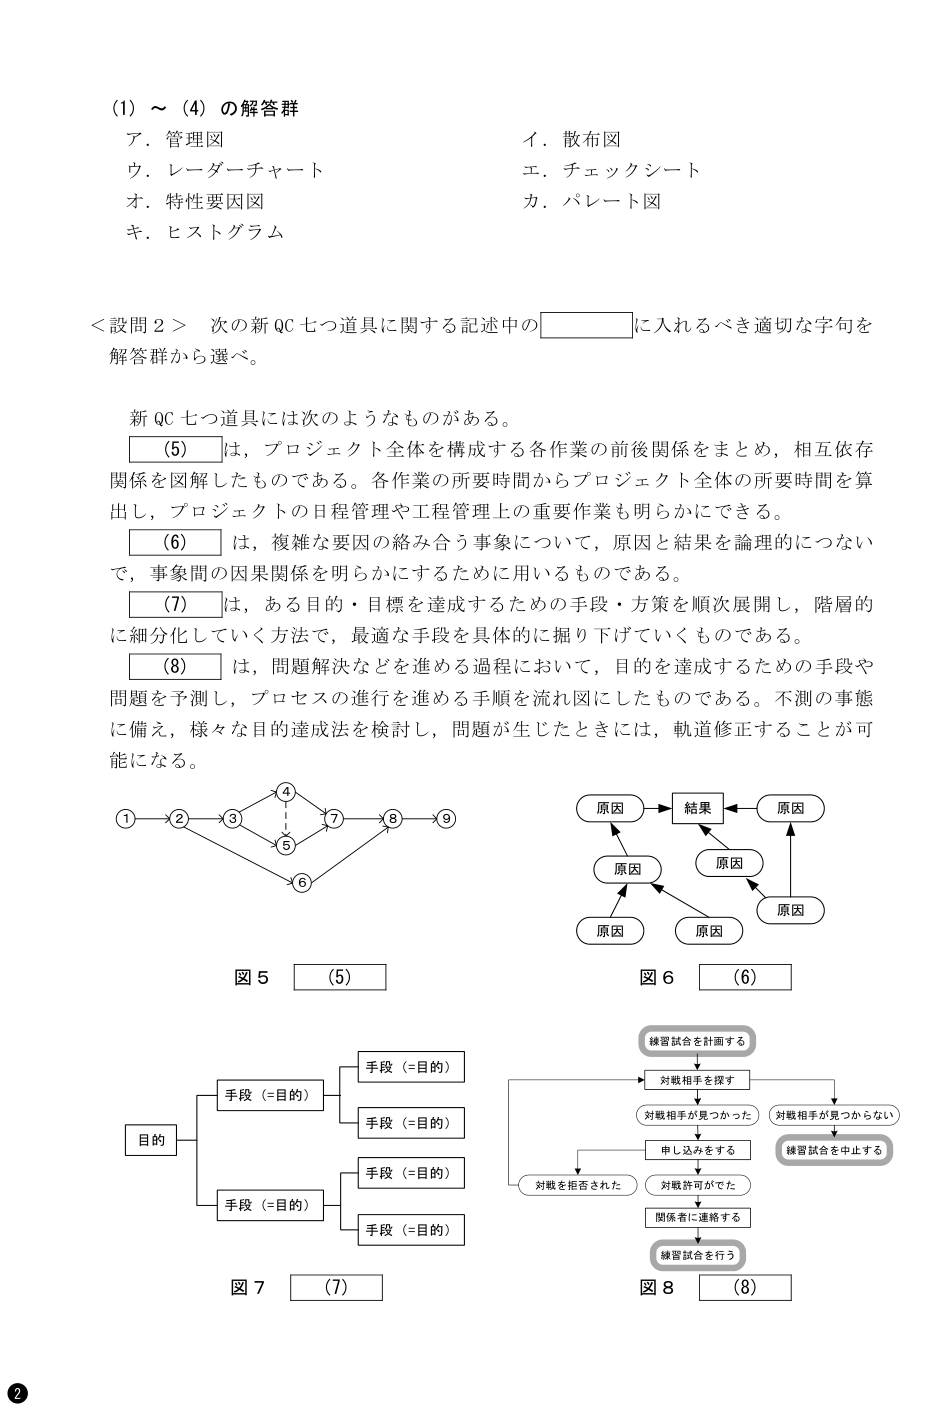 （1）～（4）の解答群
ア．管理図　イ．散布図
ウ．レーダーチャート　エ．チェックシート
オ．特性要因図　カ．パレート図
キ．ヒストグラム
＜設問２＞　次の新QC七つ道具に関する記述中の　　　　に入れるべき適切な字句を
解答群から選べ。
新QC七つ道具には次のようなものがある。
（5）は，プロジェクト全体を構成する各作業の前後関係をまとめ，相互依存
関係を図解したものである。各作業の所要時間からプロジェクト全体の所要時間を算
出し，プロジェクトの日程管理や工程管理上の重要作業も明らかにできる。
（6）は，複雑な要因の絡み合う事象について，原因と結果を論理的につない
で，事象間の因果関係を明らかにするために用いるものである。
（7）は，ある目的・目標を達成するための手段・方策を順次展開し，階層的
に細分化していく方法で，最適な手段を具体的に掘り下げていくものである。
（8）は，問題解決などを進める過程において，目的を達成するための手段や
問題を予測し，プロセスの進行を進める手順を流れ図にしたものである。不測の事態
に備え，様々な目的達成法を検討し，問題が生じたときには，軌道修正することが可
能になる。
①
②
③
④
⑤
⑥
⑦
⑧
⑨
図５　（5）
原因
結果
原因
原因
原因
原因
原因
原因
図６　（6）
目的
手段（=目的）
手段（=目的）
手段（=目的）
手段（=目的）
手段（=目的）
手段（=目的）
図７　（7）
練習試合を計画する
対戦相手を探す
対戦相手が見つかった
対戦相手が見つからない
申し込みをする
練習試合を中止する
対戦を拒否された
対戦許可がでた
関係者に連絡する
練習試合を行う
図８　（8）
❷